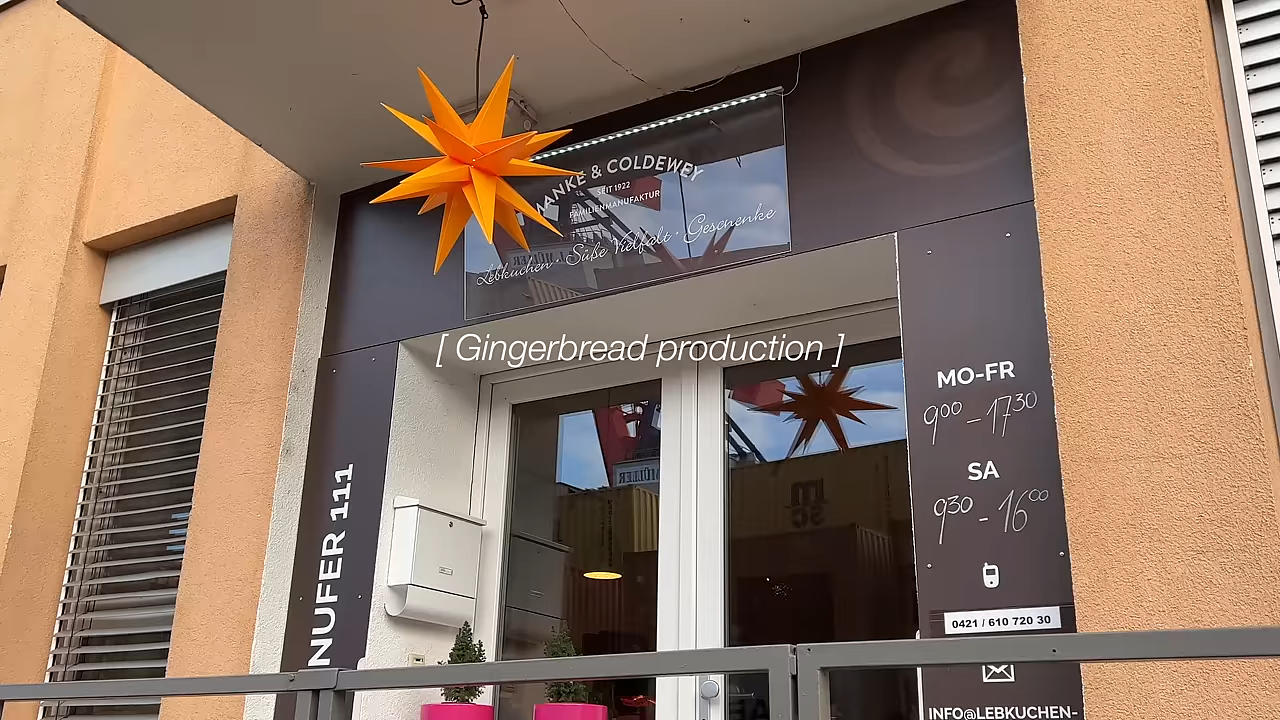 MANKE & COLDEWEY
SEIT 1922
FAMILIENMANUFAKTUR
Lebkuchen · Süße Vielfalt · Geschenke
[ Gingerbread production ]
NUFER 111
MO-FR
9⁰⁰ - 17³⁰
SA
9³⁰ - 16⁰⁰
0421 / 610 720 30
INFO@LEBKUCHEN-